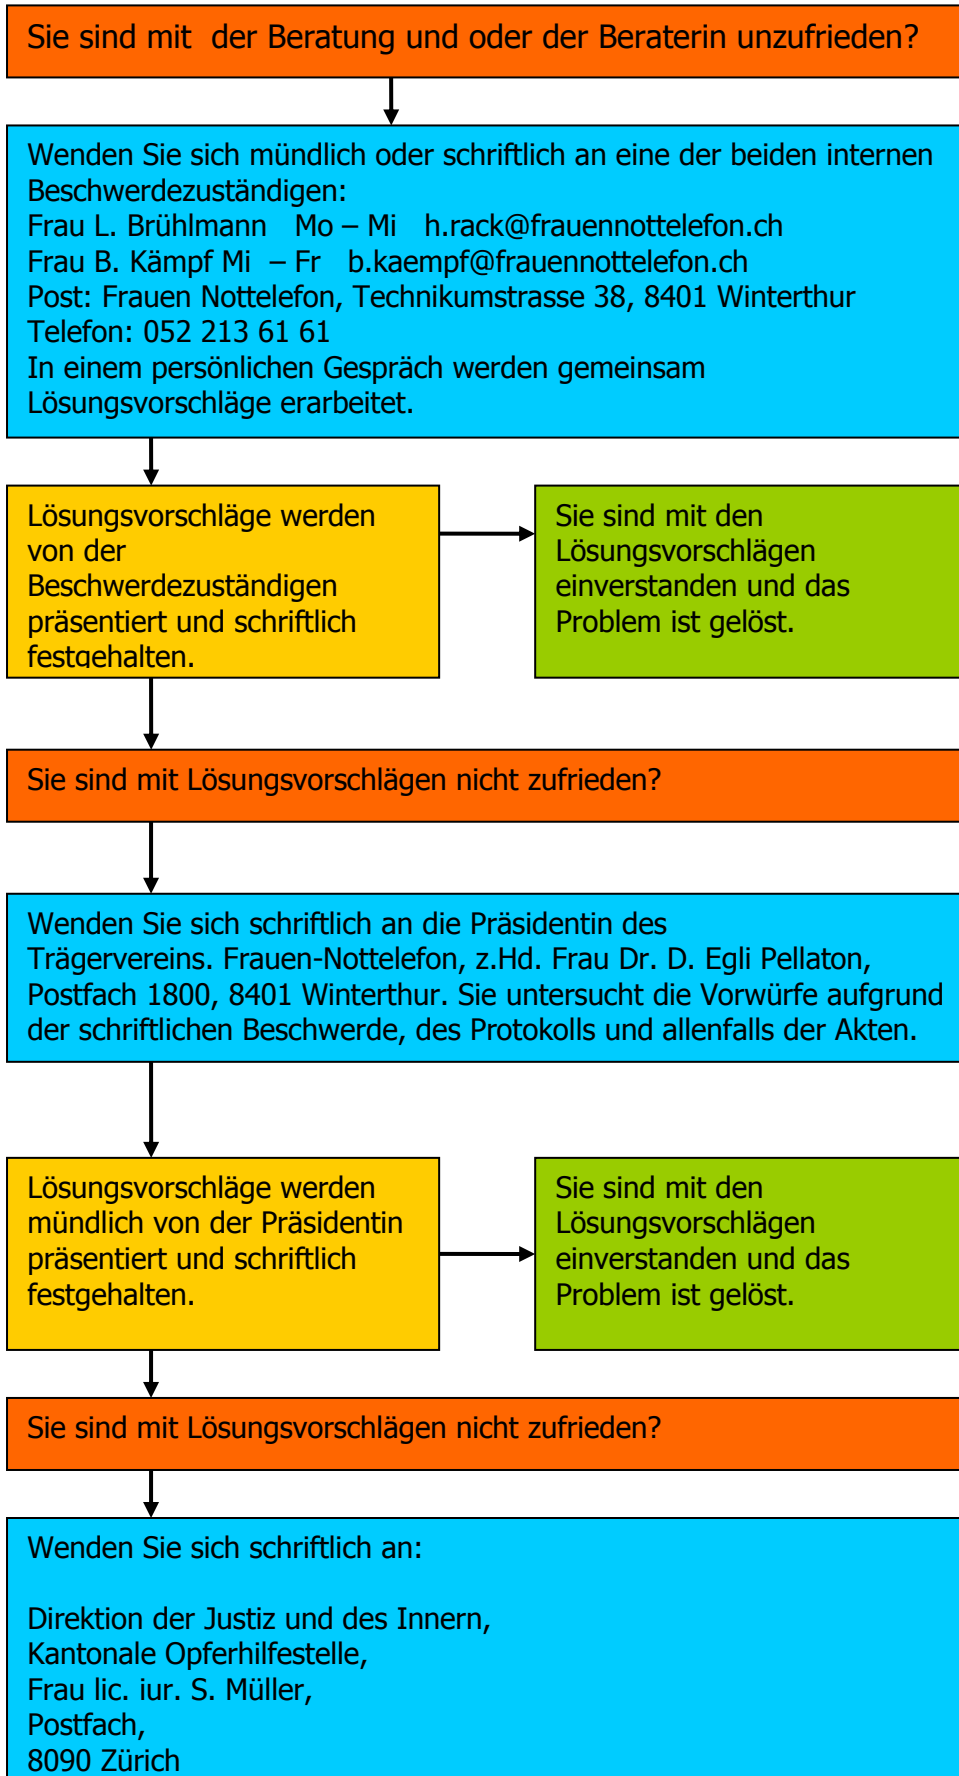 Sie sind mit  der Beratung und oder der Beraterin unzufrieden?
Wenden Sie sich mündlich oder schriftlich an eine der beiden internen
Beschwerdezuständigen:
Frau L. Brühlmann   Mo – Mi   h.rack@frauennottelefon.ch
Frau B. Kämpf Mi  – Fr   b.kaempf@frauennottelefon.ch
Post: Frauen Nottelefon, Technikumstrasse 38, 8401 Winterthur
Telefon: 052 213 61 61
In einem persönlichen Gespräch werden gemeinsam
Lösungsvorschläge erarbeitet.
Lösungsvorschläge werden
von der
Beschwerdezuständigen
präsentiert und schriftlich
festgehalten.
Sie sind mit den
Lösungsvorschlägen
einverstanden und das
Problem ist gelöst.
Sie sind mit Lösungsvorschlägen nicht zufrieden?
Wenden Sie sich schriftlich an die Präsidentin des
Trägervereins. Frauen-Nottelefon, z.Hd. Frau Dr. D. Egli Pellaton,
Postfach 1800, 8401 Winterthur. Sie untersucht die Vorwürfe aufgrund
der schriftlichen Beschwerde, des Protokolls und allenfalls der Akten.
Lösungsvorschläge werden
mündlich von der Präsidentin
präsentiert und schriftlich
festgehalten.
Sie sind mit den
Lösungsvorschlägen
einverstanden und das
Problem ist gelöst.
Sie sind mit Lösungsvorschlägen nicht zufrieden?
Wenden Sie sich schriftlich an:
Direktion der Justiz und des Innern,
Kantonale Opferhilfestelle,
Frau lic. iur. S. Müller,
Postfach,
8090 Zürich